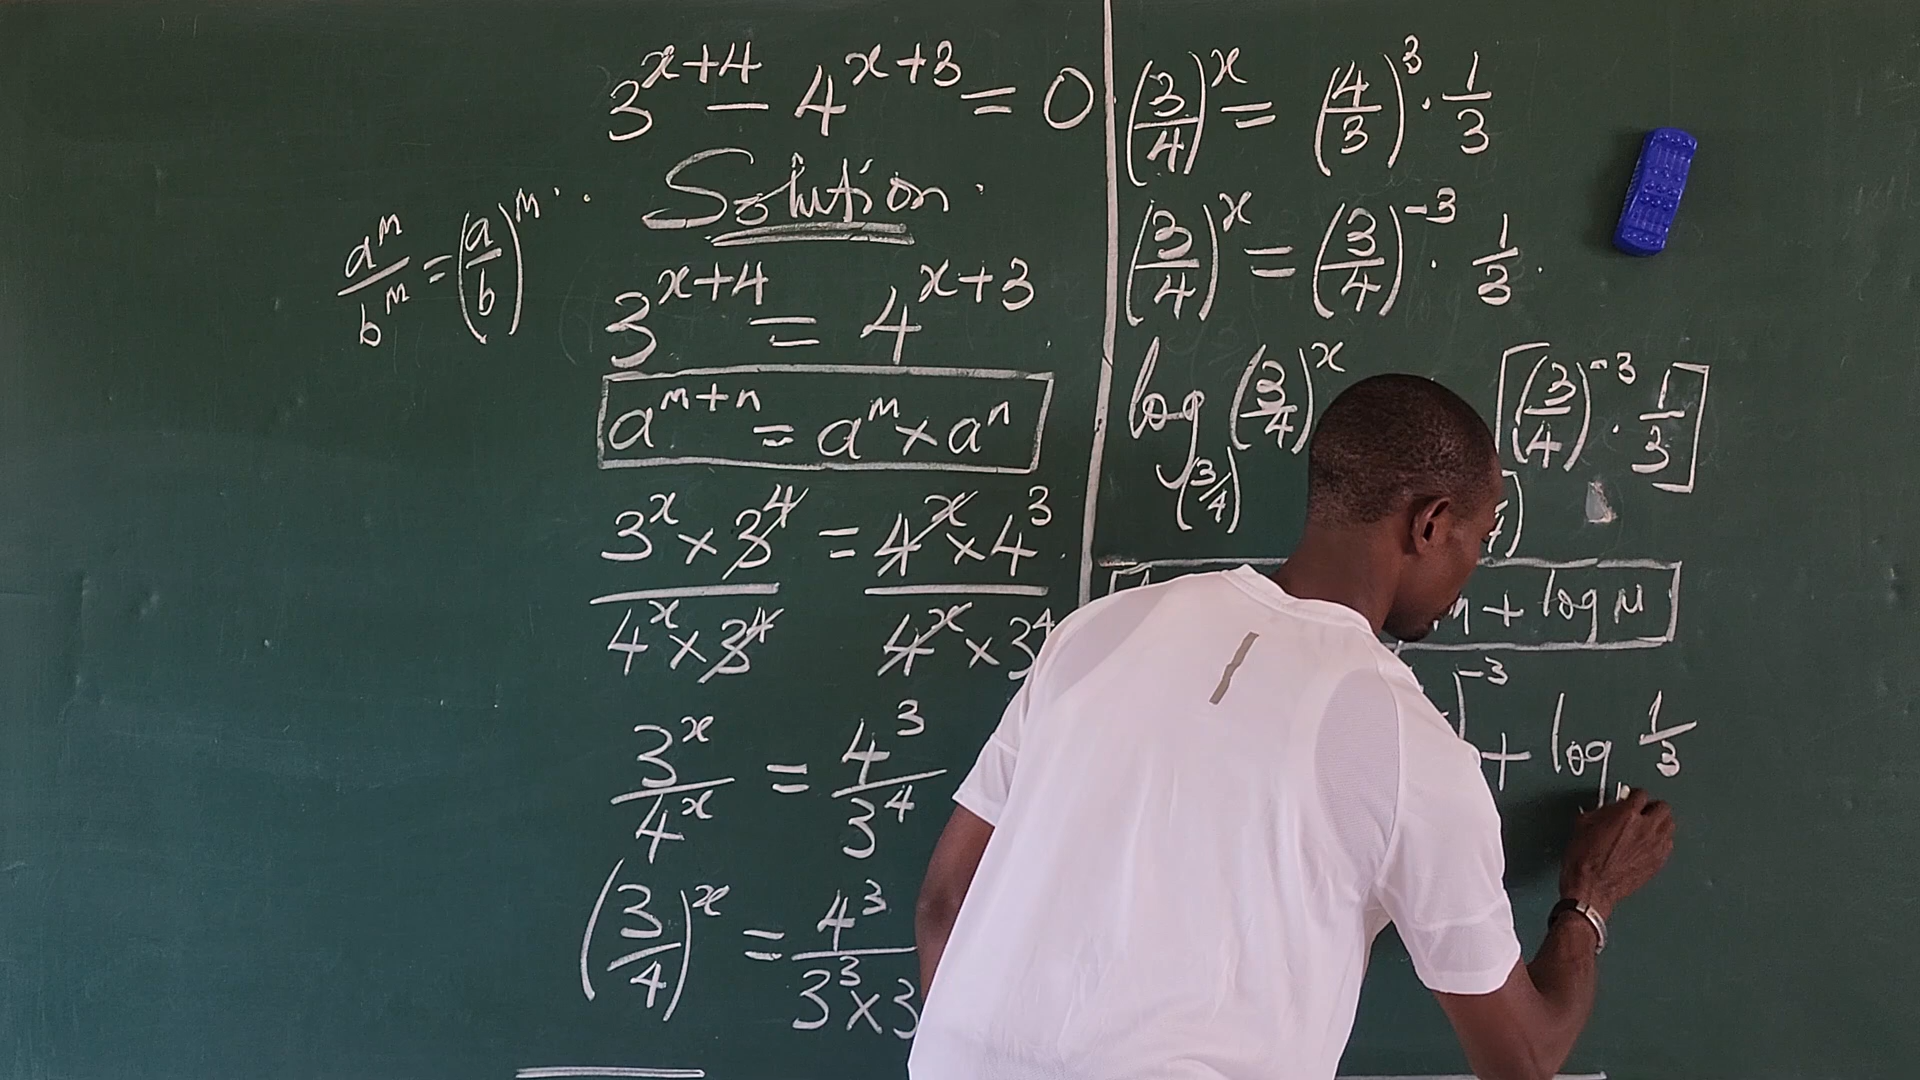 3^{x+4} - 4^{x+3} = 0
Solution
a^m/b^m = (a/b)^m
3^{x+4} = 4^{x+3}
a^{m+n} = a^m × a^n
3^x × 3^4 = 4^x × 4^3
4^x × 3^4 4^x × 3^4
3^x/4^x = 4^3/3^4
(3/4)^x = 4^3/3^3×3
(3/4)^x = (4/3)^3 · 1/3
(3/4)^x = (3/4)^{-3} · 1/3
log (3/4)^x [(3/4)^{-3} · 1/3]
(3/4)
+ log N
-3 + log 1/3